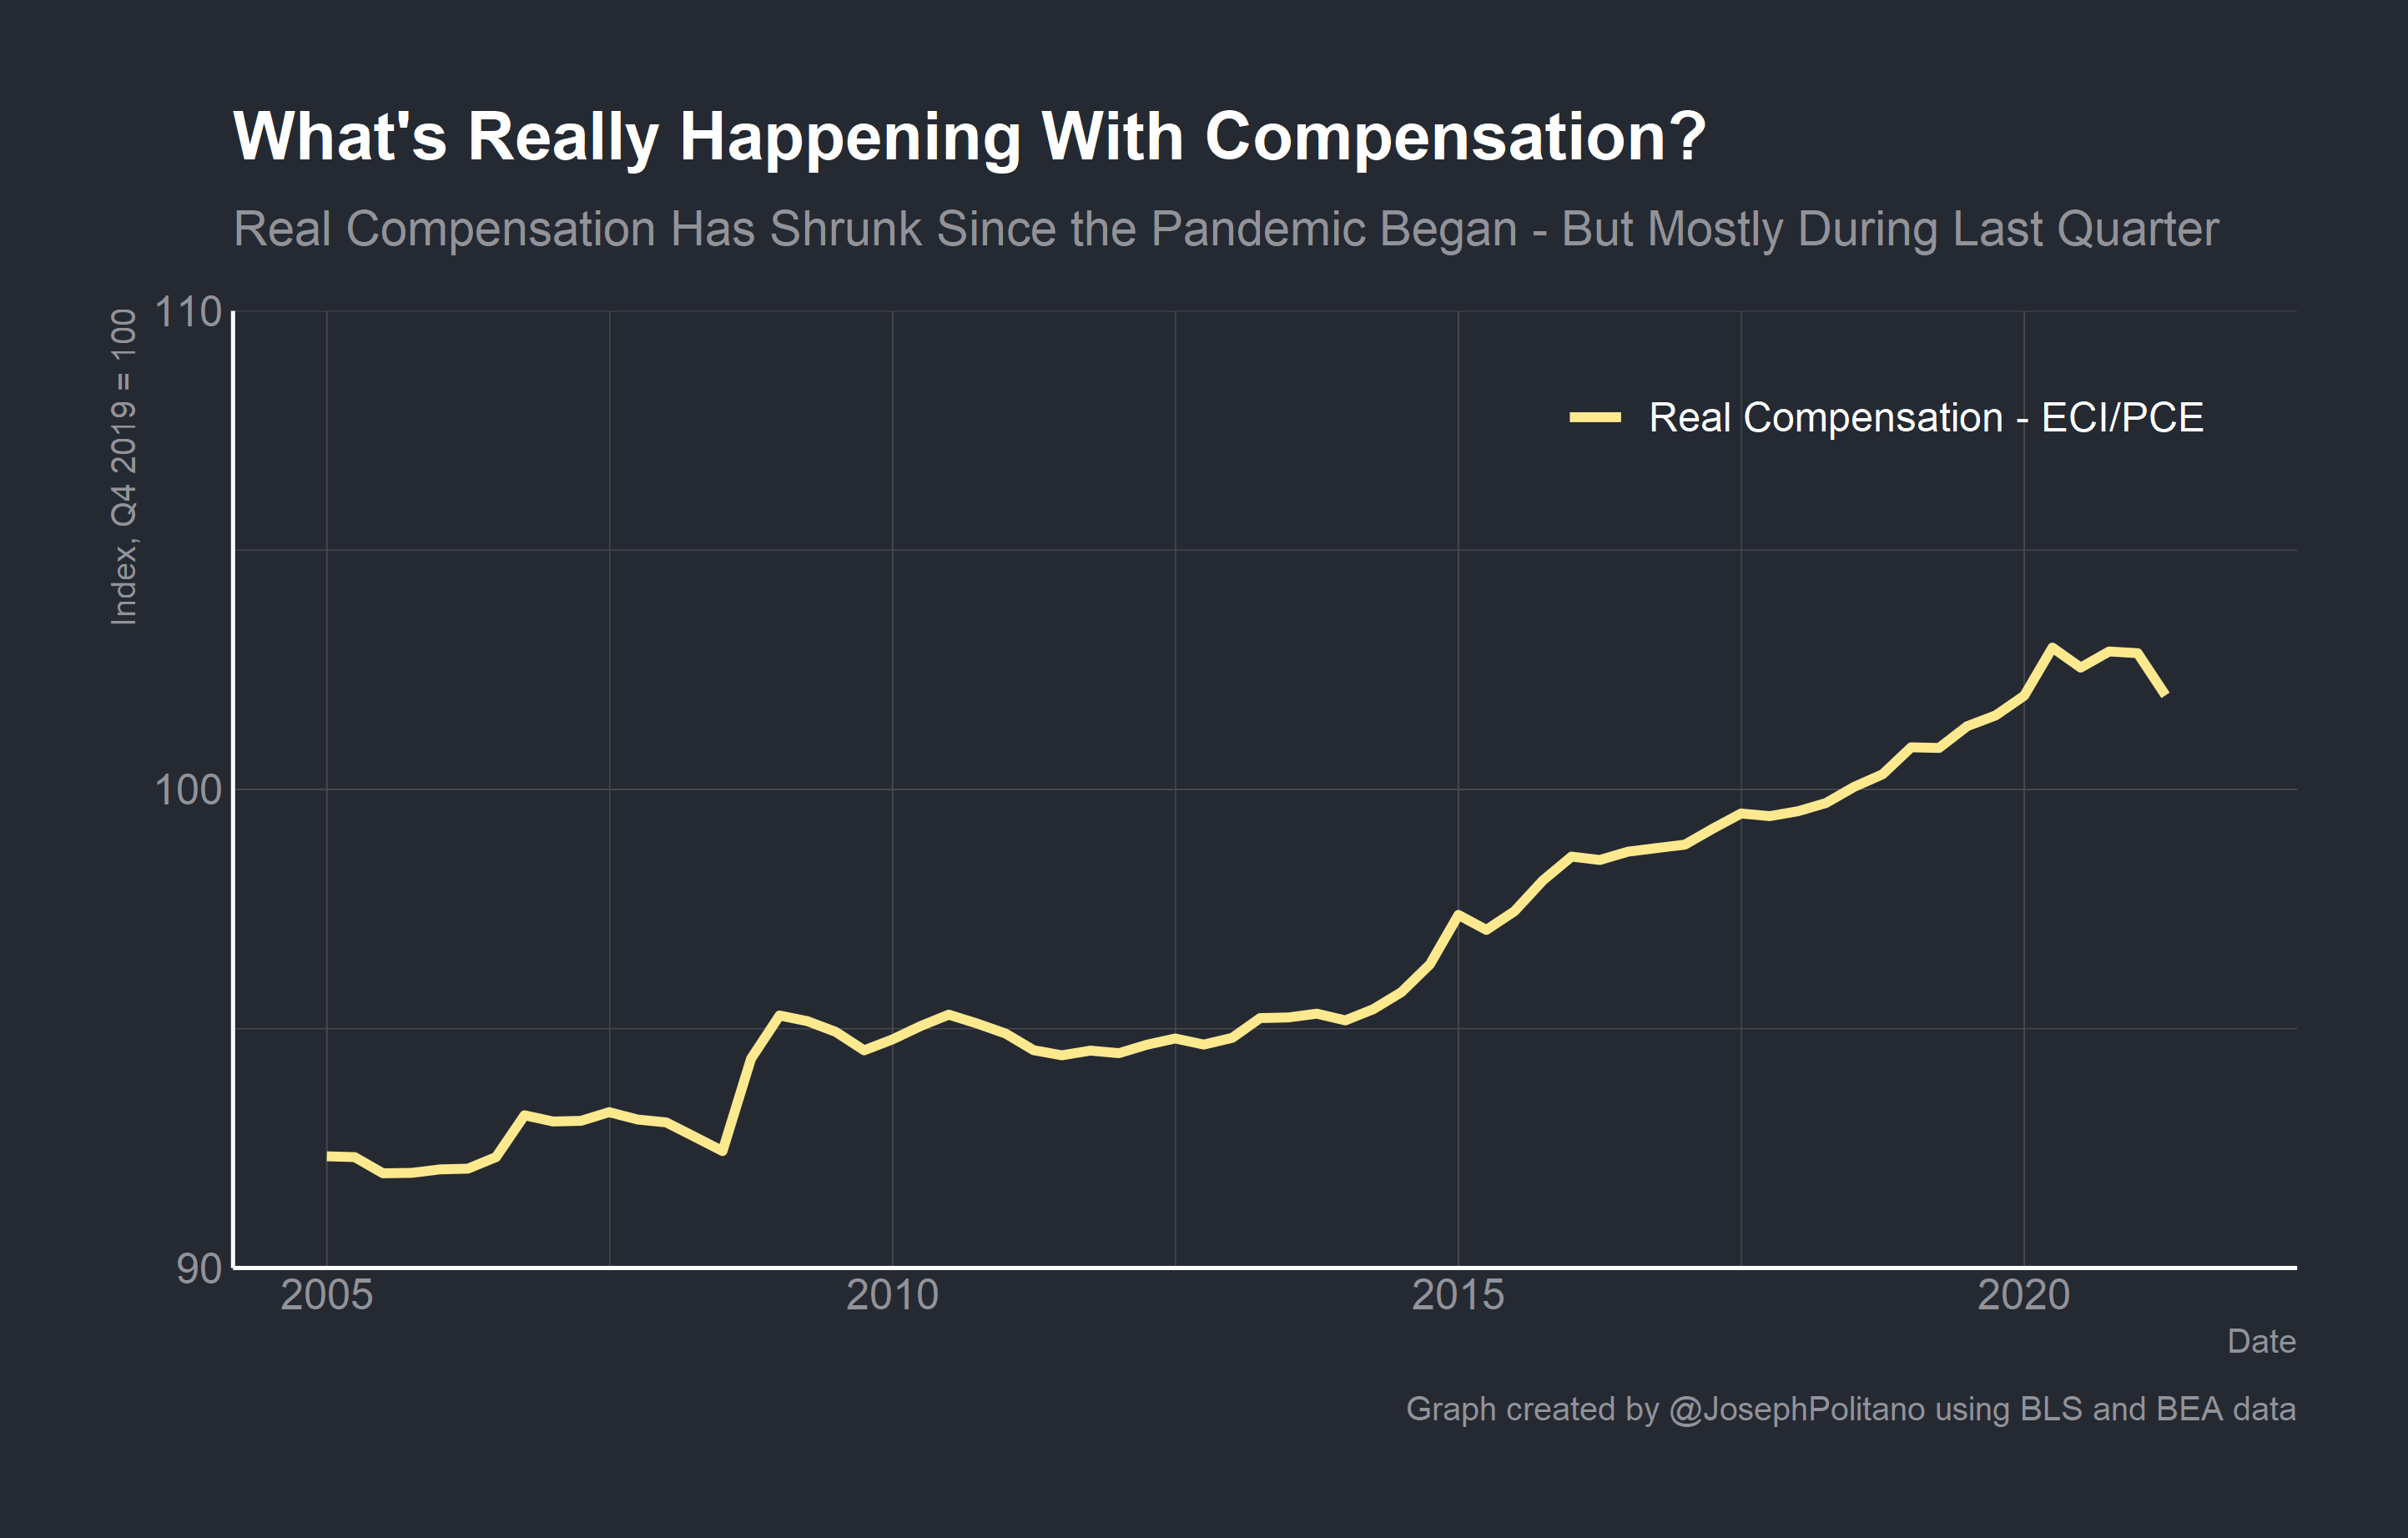 What's Really Happening With Compensation?
Real Compensation Has Shrunk Since the Pandemic Began - But Mostly During Last Quarter
Index, Q4 2019 = 100
110
100
90
Real Compensation - ECI/PCE
2005
2010
2015
2020
Date
Graph created by @JosephPolitano using BLS and BEA data